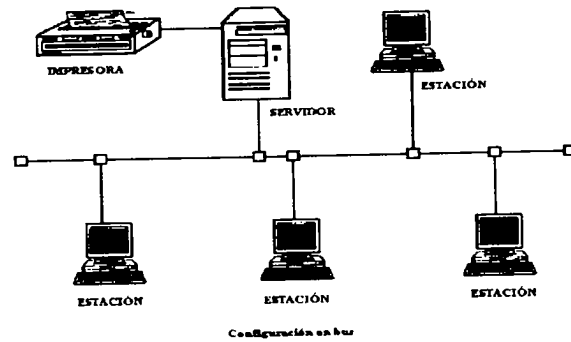 IMPRESORA
SERVIDOR
ESTACIÓN
ESTACIÓN
ESTACIÓN
ESTACIÓN
Configuración en bus